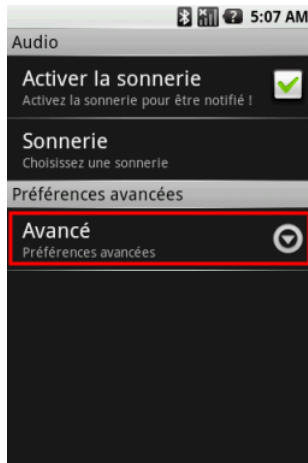 5:07 AM
Audio
Activer la sonnerie
Activez la sonnerie pour être notifié !
Sonnerie
Choisissez une sonnerie
Préférences avancées
Avancé
Préférences avancées